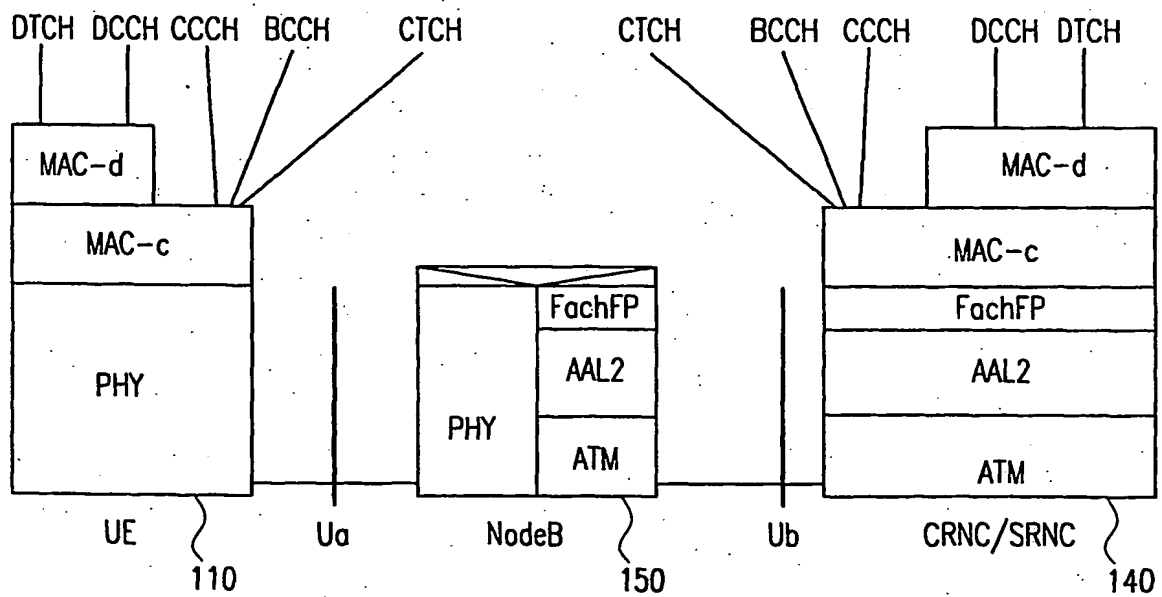 DTCH DCCH CCCH BCCH CTCH CTCH BCCH CCCH DCCH DTCH
MAC-d MAC-d
MAC-c MAC-c
FachFP FachFP
PHY AAL2 AAL2
PHY
ATM ATM
UE Ua NodeB Ub CRNC/SRNC
110 150 140